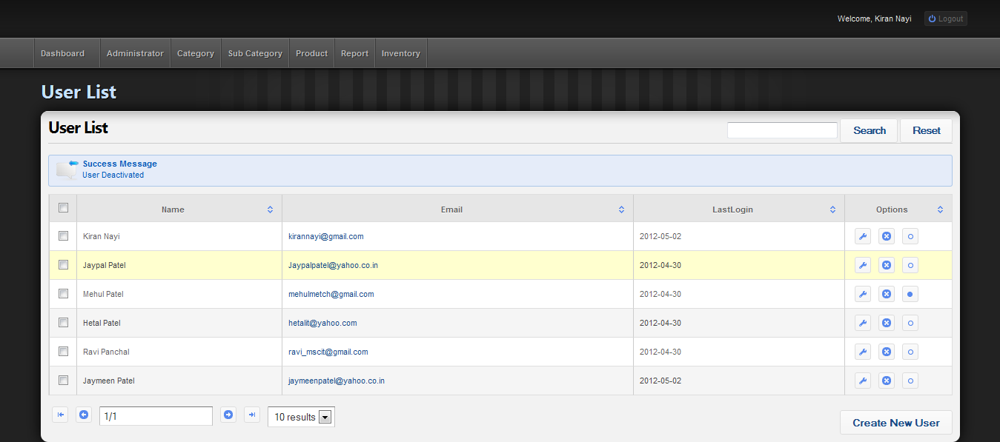 Welcome, Kiran Nayi Logout
Dashboard Administrator Category Sub Category Product Report Inventory
User List
User List Search Reset
Success Message
User Deactivated
Name Email LastLogin Options
Kiran Nayi kirannayi@gmail.com 2012-05-02
Jaypal Patel Jaypalpatel@yahoo.co.in 2012-04-30
Mehul Patel mehulmetch@gmail.com 2012-04-30
Hetal Patel hetalit@yahoo.com 2012-04-30
Ravi Panchal ravi_mscit@gmail.com 2012-04-30
Jaymeen Patel jaymeenpatel@yahoo.co.in 2012-05-02
1/1 10 results Create New User